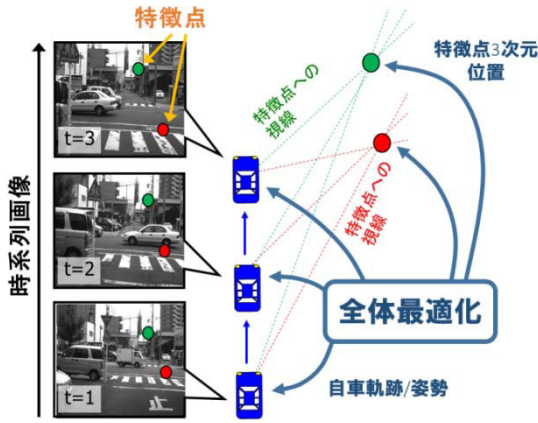 特徴点
特徴点3次元
位置
特徴点への
視線
t=3
時系列画像
特徴点への
視線
t=2
全体最適化
t=1
自車軌跡/姿勢